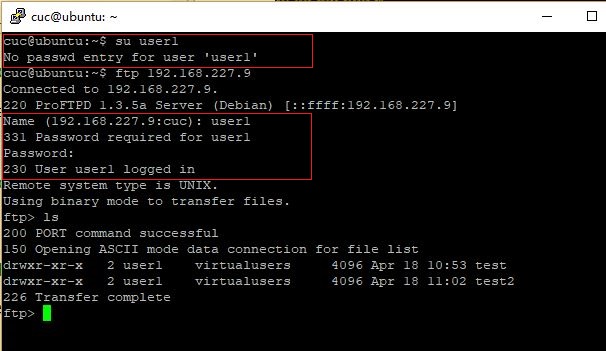 cuc@ubuntu: ~
cuc@ubuntu:~$ su user1
No passwd entry for user 'user1'
cuc@ubuntu:~$ ftp 192.168.227.9
Connected to 192.168.227.9.
220 ProFTPD 1.3.5a Server (Debian) [::ffff:192.168.227.9]
Name (192.168.227.9:cuc): user1
331 Password required for user1
Password:
230 User user1 logged in
Remote system type is UNIX.
Using binary mode to transfer files.
ftp> ls
200 PORT command successful
150 Opening ASCII mode data connection for file list
drwxr-xr-x   2 user1    virtualusers     4096 Apr 18 10:53 test
drwxr-xr-x   2 user1    virtualusers     4096 Apr 18 11:02 test2
226 Transfer complete
ftp>